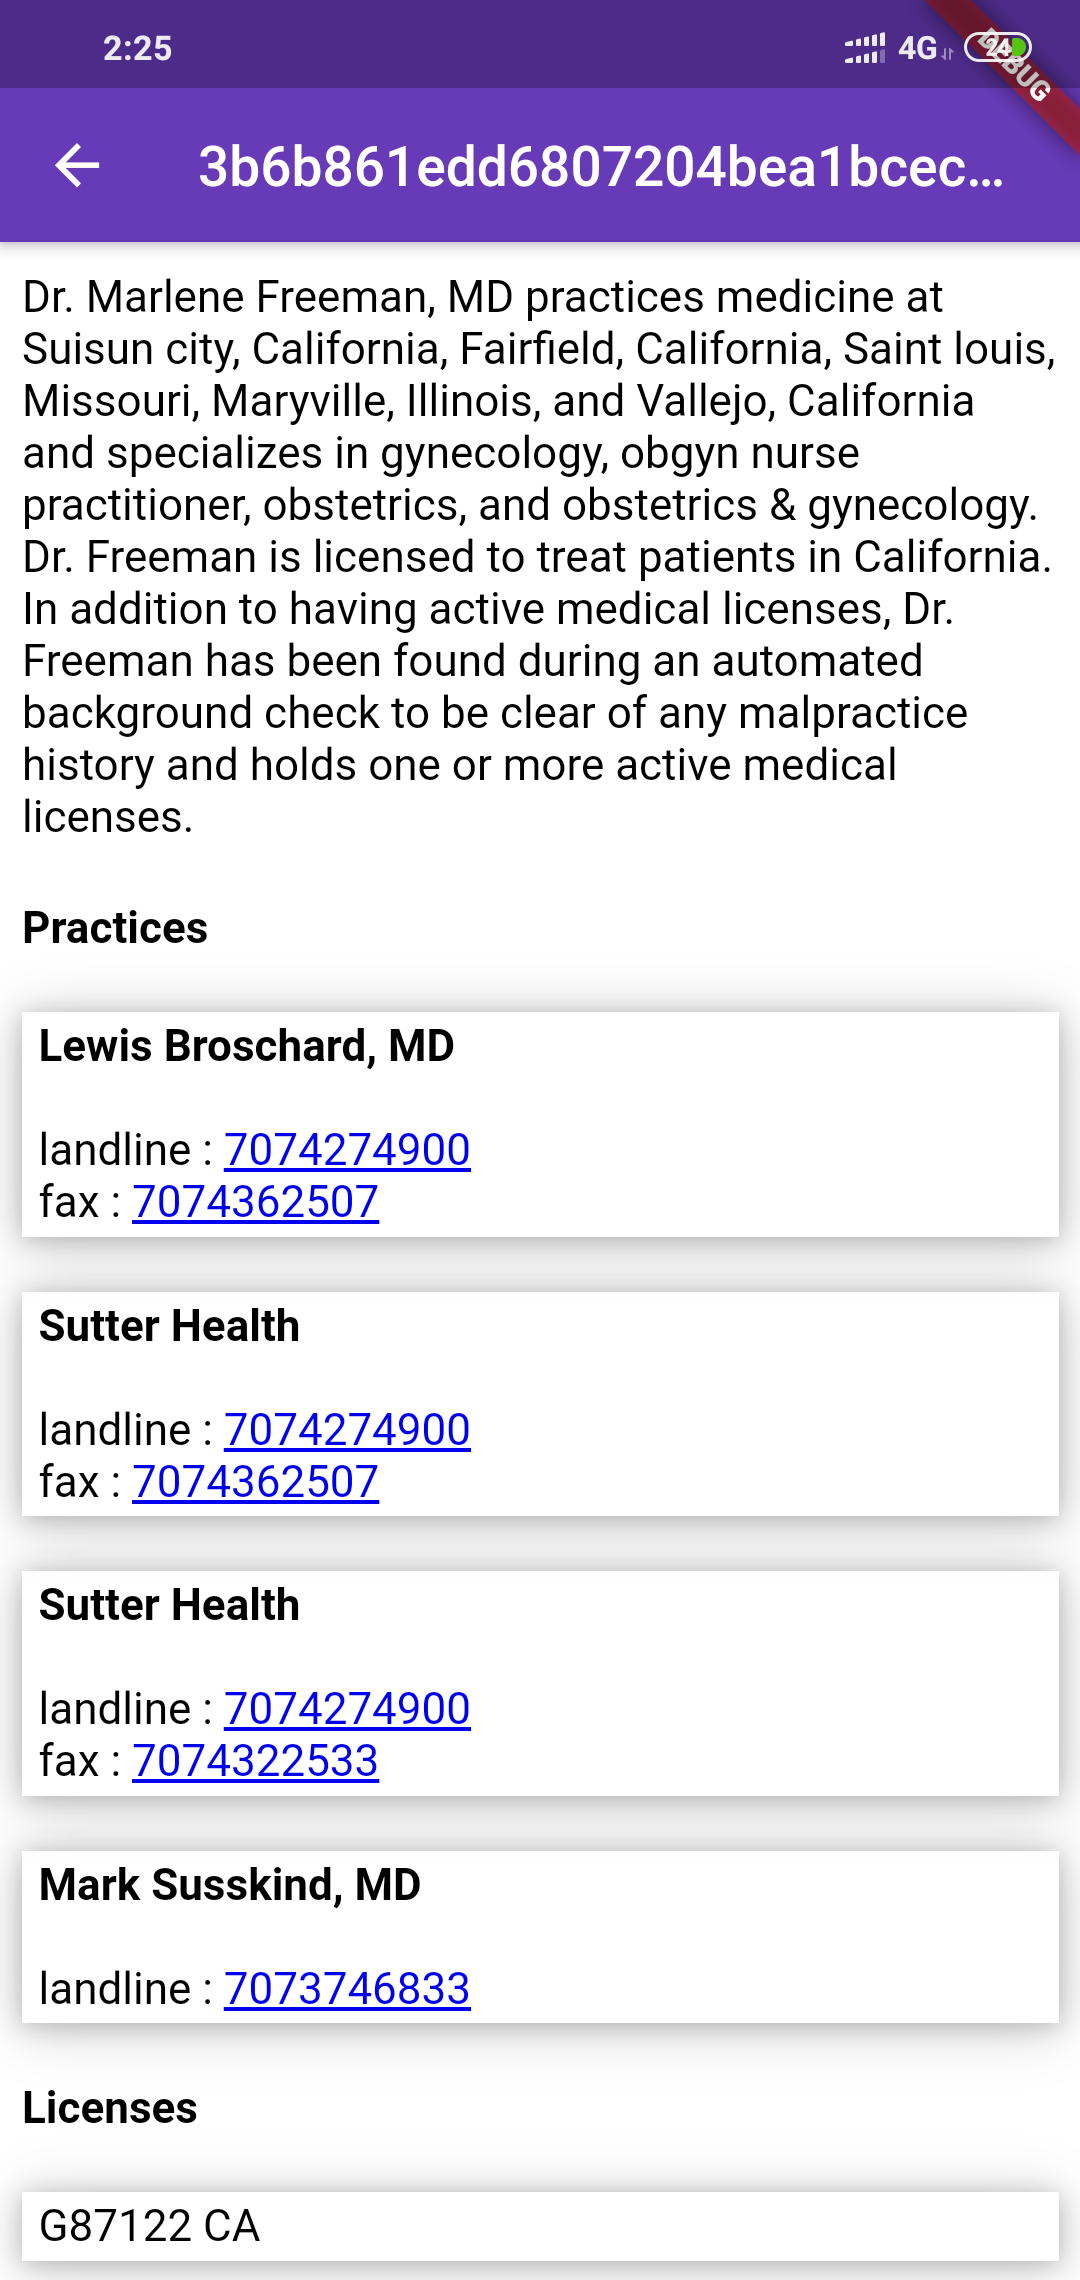 2:25
4G
24
DEBUG
3b6b861edd6807204bea1bcec...
Dr. Marlene Freeman, MD practices medicine at
Suisun city, California, Fairfield, California, Saint louis,
Missouri, Maryville, Illinois, and Vallejo, California
and specializes in gynecology, obgyn nurse
practitioner, obstetrics, and obstetrics & gynecology.
Dr. Freeman is licensed to treat patients in California.
In addition to having active medical licenses, Dr.
Freeman has been found during an automated
background check to be clear of any malpractice
history and holds one or more active medical
licenses.
Practices
Lewis Broschard, MD
landline : 7074274900
fax : 7074362507
Sutter Health
landline : 7074274900
fax : 7074362507
Sutter Health
landline : 7074274900
fax : 7074322533
Mark Susskind, MD
landline : 7073746833
Licenses
G87122 CA